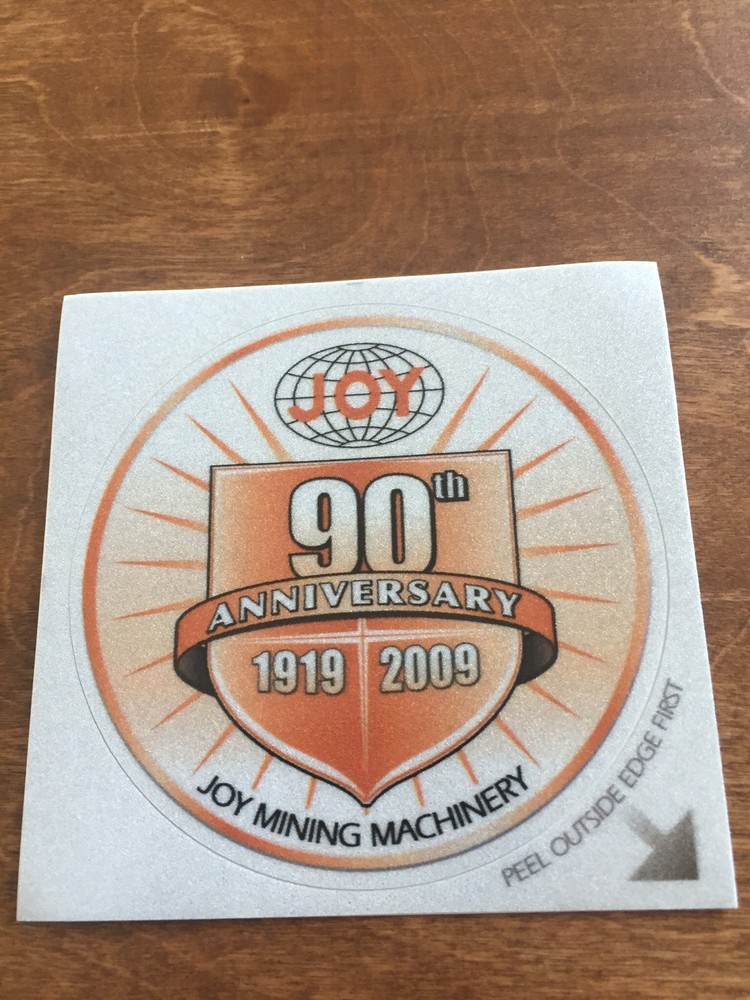 JOY
90th
ANNIVERSARY
1919 2009
JOY MINING MACHINERY
PEEL OUTSIDE EDGE FIRST